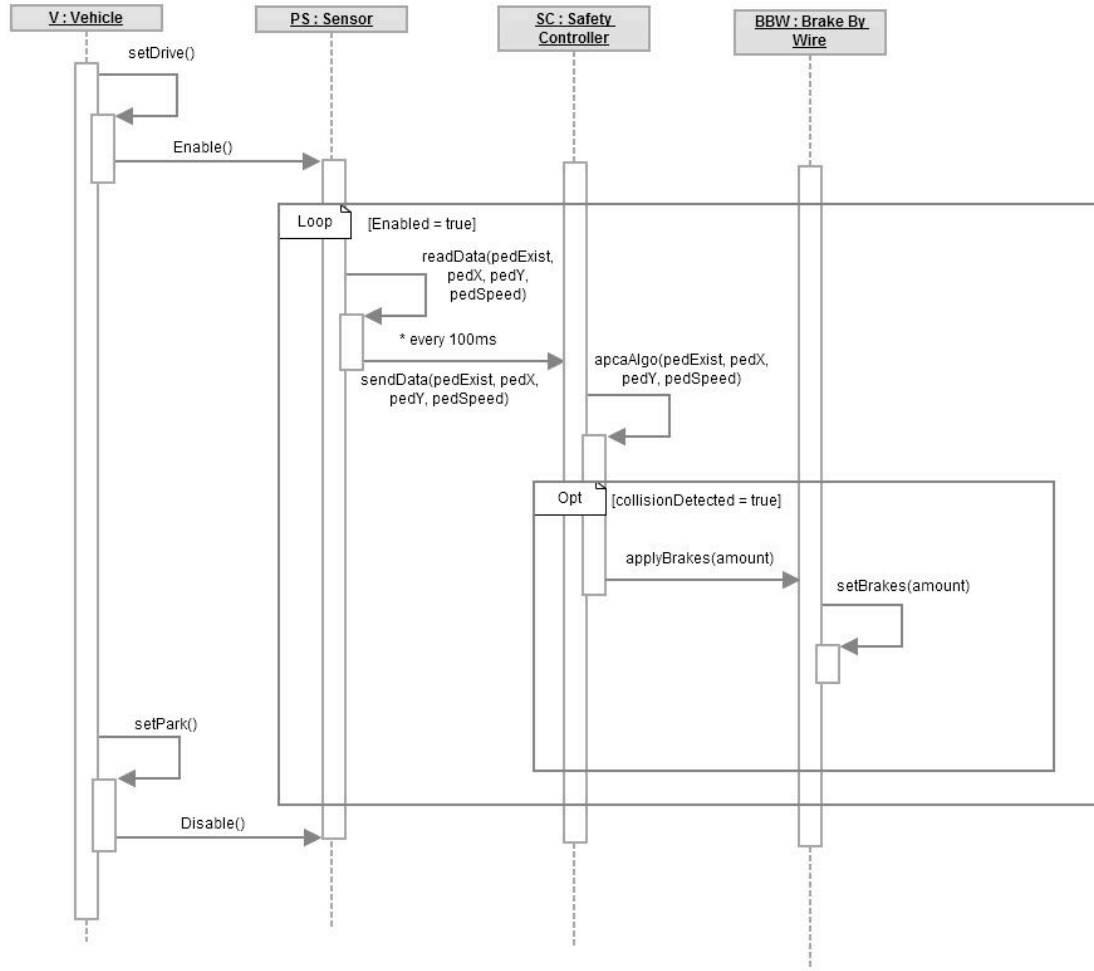 V : Vehicle
PS : Sensor
SC : Safety
Controller
BBW : Brake By
Wire
setDrive()
Enable()
Loop
[Enabled = true]
readData(pedExist,
pedX, pedY,
pedSpeed)
* every 100ms
sendData(pedExist, pedX,
pedY, pedSpeed)
apcaAlgo(pedExist, pedX,
pedY, pedSpeed)
Opt
[collisionDetected = true]
applyBrakes(amount)
setBrakes(amount)
setPark()
Disable()